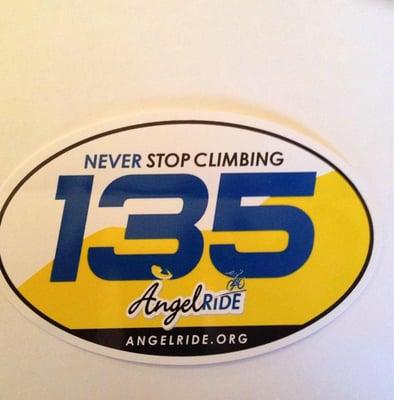 NEVER STOP CLIMBING
135
AngelRIDE
ANGELRIDE.ORG